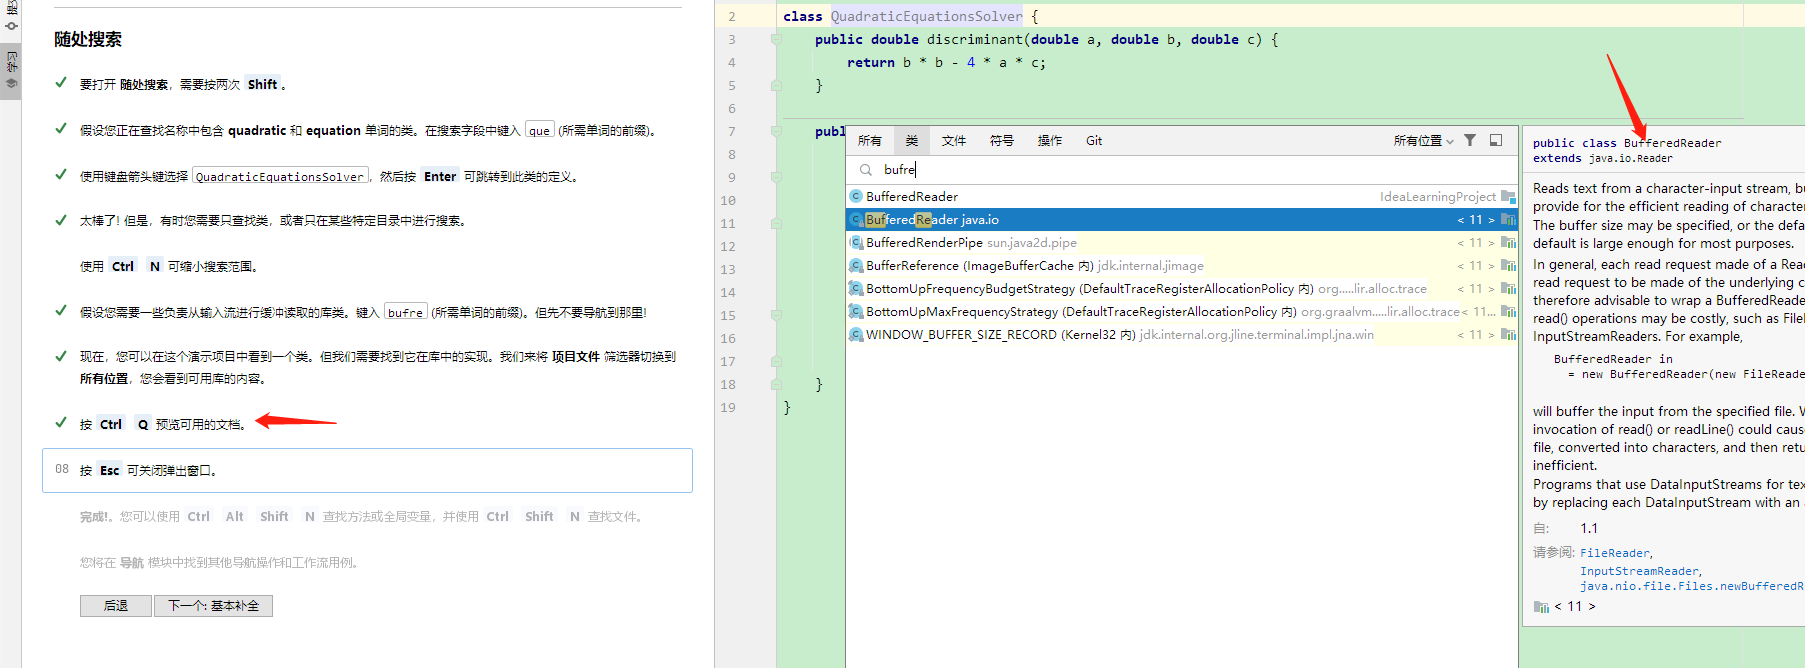 提
学习
随处搜索
要打开 随处搜索，需要按两次 Shift 。
假设您正在查找名称中包含 quadratic 和 equation 单词的类。在搜索字段中键入 que (所需单词的前缀)。
使用键盘箭头键选择 QuadraticEquationsSolver ，然后按 Enter 可跳转到此类的定义。
太棒了! 但是，有时您需要只查找类，或者只在某些特定目录中进行搜索。
使用 Ctrl N 可缩小搜索范围。
假设您需要一些负责从输入流进行缓冲读取的库类。键入 bufre (所需单词的前缀)。但先不要导航到那里!
现在，您可以在这个演示项目中看到一个类。但我们需要找到它在库中的实现。我们来将 项目文件 筛选器切换到
所有位置，您会看到可用库的内容。
按 Ctrl Q 预览可用的文档。
08 按 Esc 可关闭弹出窗口。
完成!。您可以使用 Ctrl Alt Shift N 查找方法或全局变量，并使用 Ctrl Shift N 查找文件。
您将在 导航 模块中找到其他导航操作和工作流用例。
后退 下一个: 基本补全
2 class QuadraticEquationsSolver {
3 public double discriminant(double a, double b, double c) {
4 return b * b - 4 * a * c;
5 }
6
7 publ
8
9
10
11
12
13
14
15
16
17
18 }
19 }
所有 类 文件 符号 操作 Git 所有位置
bufre
BufferedReader IdeaLearningProject
BufferedReader java.io < 11 >
BufferedRenderPipe sun.java2d.pipe < 11 >
BufferReference (ImageBufferCache 内) jdk.internal.jimage < 11 >
BottomUpFrequencyBudgetStrategy (DefaultTraceRegisterAllocationPolicy 内) org.....lir.alloc.trace < 11 >
BottomUpMaxFrequencyStrategy (DefaultTraceRegisterAllocationPolicy 内) org.graalvm.....lir.alloc.trace < 11...
WINDOW_BUFFER_SIZE_RECORD (Kernel32 内) jdk.internal.org.jline.terminal.impl.jna.win < 11 >
public class BufferedReader
extends java.io.Reader
Reads text from a character-input stream, bu
provide for the efficient reading of character
The buffer size may be specified, or the defa
default is large enough for most purposes.
In general, each read request made of a Read
read request to be made of the underlying c
therefore advisable to wrap a BufferedReade
read() operations may be costly, such as File
InputStreamReaders. For example,
BufferedReader in
= new BufferedReader(new FileReade
will buffer the input from the specified file. W
invocation of read() or readLine() could cause
file, converted into characters, and then retu
inefficient.
Programs that use DataInputStreams for tex
by replacing each DataInputStream with an
自: 1.1
请参阅: FileReader,
InputStreamReader,
java.nio.file.Files.newBufferedR
< 11 >